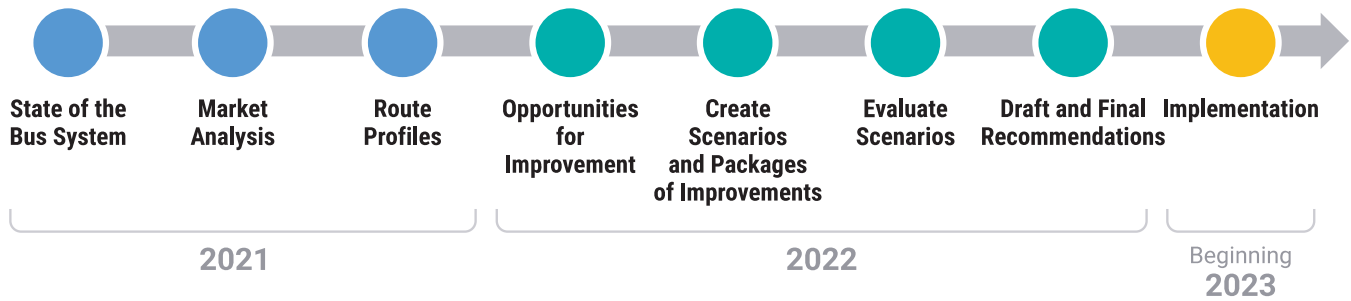 State of the
Bus System
Market
Analysis
Route
Profiles
Opportunities
for
Improvement
Create
Scenarios
and Packages
of Improvements
Evaluate
Scenarios
Draft and Final
Recommendations
Implementation
2021
2022
Beginning
2023